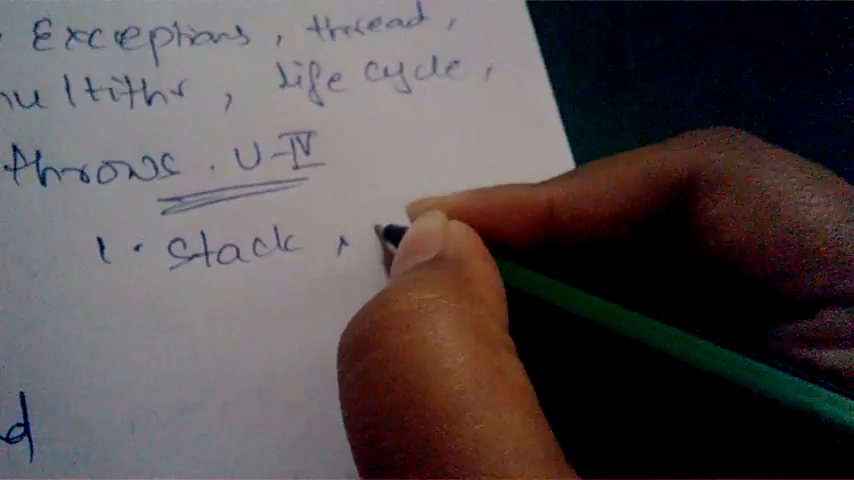 Exceptions, thread,
multithr, life cycle,
throws. U-IV
1. Stack,
d